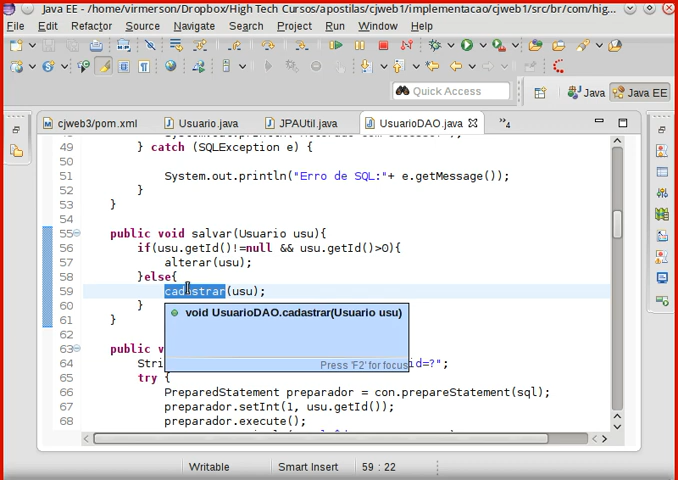 Java EE - /home/virmerson/Dropbox/High Tech Cursos/apostilas/cjweb1/implementacao/cjweb1/src/br/com/hig...
File Edit Refactor Source Navigate Search Project Run Window Help
Quick Access
Java
Java EE
cjweb3/pom.xml
Usuario.java
JPAUtil.java
UsuarioDAO.java
»4
49 } catch (SQLException e) {
50
51 System.out.println("Erro de SQL:"+ e.getMessage());
52 }
53 }
54
55 public void salvar(Usuario usu){
56 if(usu.getId()!=null && usu.getId()>0){
57 alterar(usu);
58 }else{
59 cadastrar(usu);
60 }
61 }
62
void UsuarioDAO.cadastrar(Usuario usu)
Press 'F2' for focus
63 public v
64 Stri id=?";
65 try {
66 PreparedStatement preparador = con.prepareStatement(sql);
67 preparador.setInt(1, usu.getId());
68 preparador.execute();
Writable
Smart Insert
59 : 22